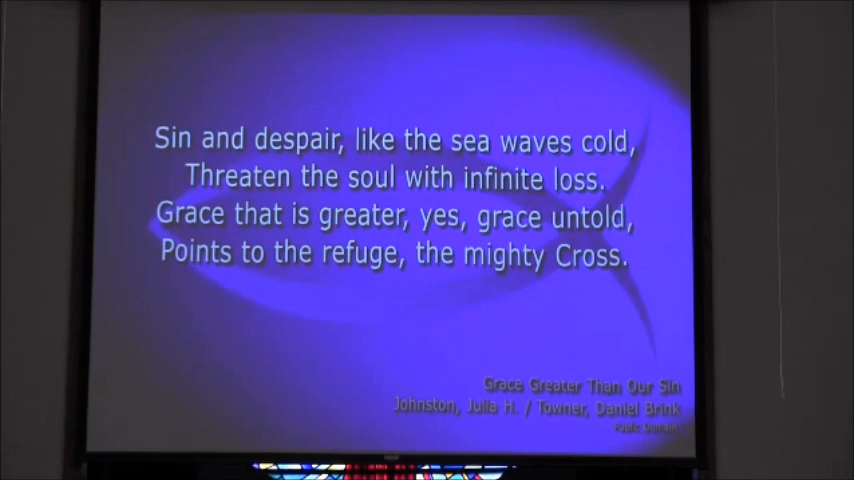 Sin and despair, like the sea waves cold,
Threaten the soul with infinite loss.
Grace that is greater, yes, grace untold,
Points to the refuge, the mighty Cross.
Grace Greater Than Our Sin
Johnston, Julia H. / Towner, Daniel Brink
Public Domain